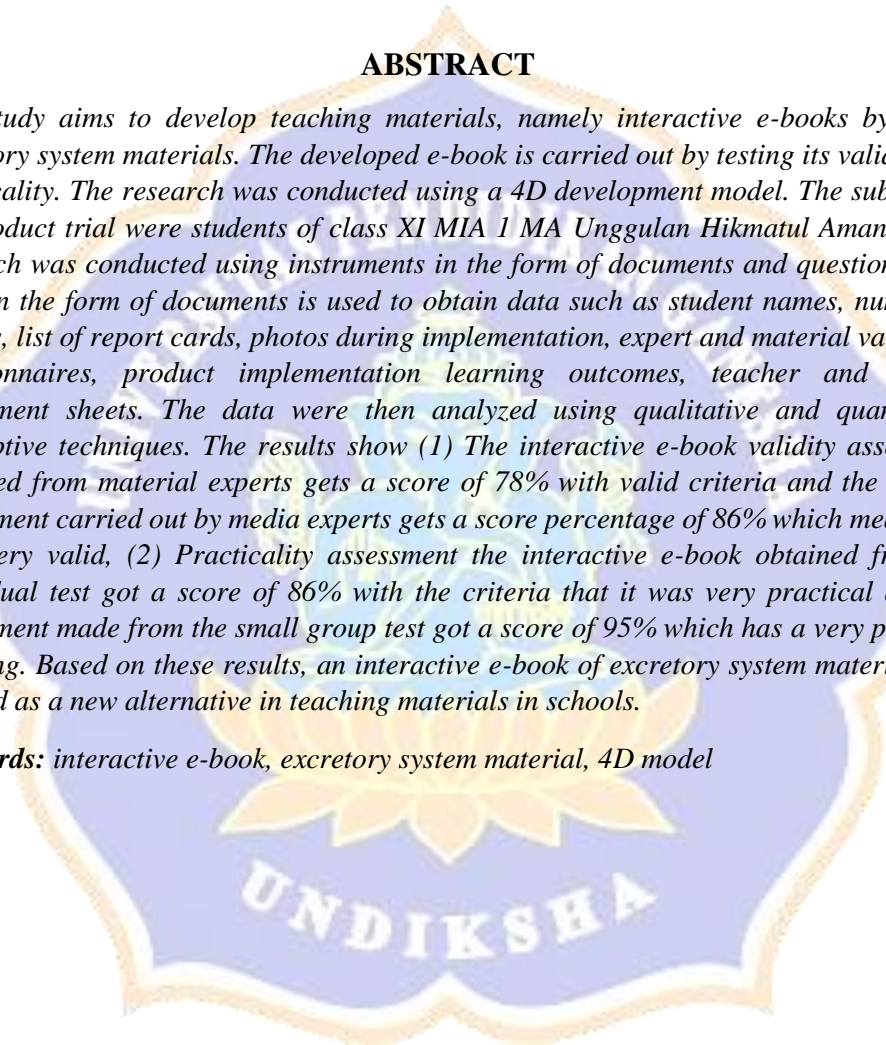 ABSTRACT
tudy aims to develop teaching materials, namely interactive e-books by
ory system materials. The developed e-book is carried out by testing its valid
cality. The research was conducted using a 4D development model. The sub
oduct trial were students of class XI MIA 1 MA Unggulan Hikmatul Aman
ch was conducted using instruments in the form of documents and question
n the form of documents is used to obtain data such as student names, nu
, list of report cards, photos during implementation, expert and material va
onnaires, product implementation learning outcomes, teacher and
ment sheets. The data were then analyzed using qualitative and quan
ptive techniques. The results show (1) The interactive e-book validity asse
ed from material experts gets a score of 78% with valid criteria and the
ment carried out by media experts gets a score percentage of 86% which mea
ery valid, (2) Practicality assessment the interactive e-book obtained fr
dual test got a score of 86% with the criteria that it was very practical
ment made from the small group test got a score of 95% which has a very p
ng. Based on these results, an interactive e-book of excretory system materi
d as a new alternative in teaching materials in schools.
rds: interactive e-book, excretory system material, 4D model
UNDIKSHA